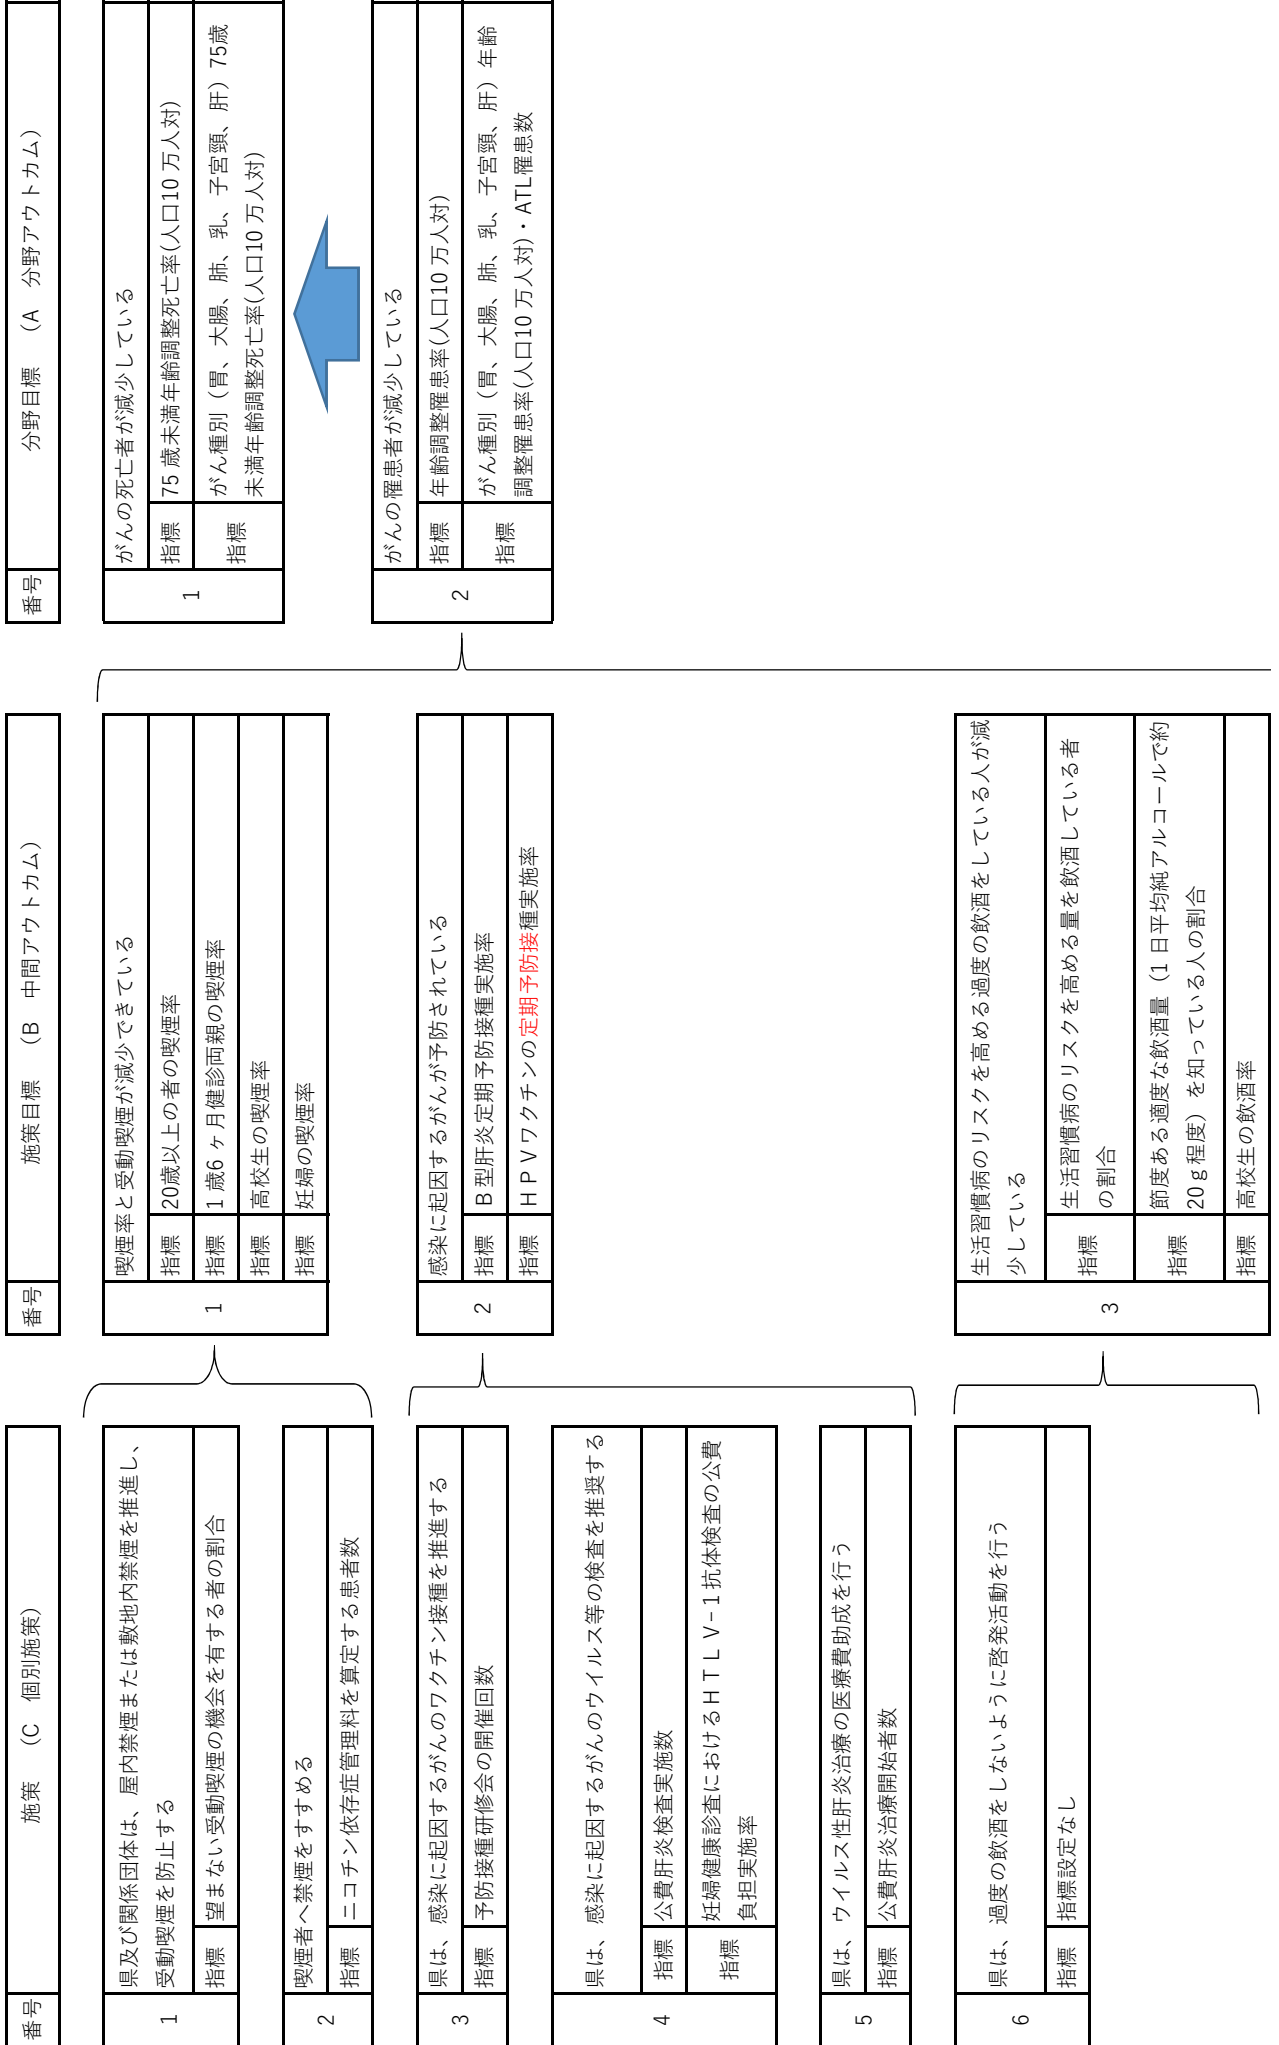 番号
施策　（C　個別施策）
1
県及び関係団体は、屋内禁煙または敷地内禁煙を推進し、
受動喫煙を防止する
指標
望まない受動喫煙の機会を有する者の割合
2
喫煙者へ禁煙をすすめる
指標
ニコチン依存症管理料を算定する患者数
3
県は、感染に起因するがんのワクチン接種を推進する
指標
予防接種研修会の開催回数
4
県は、感染に起因するがんのウイルス等の検査を推奨する
指標
公費肝炎検査実施数
指標
妊婦健康診査におけるＨＴＬＶ−１抗体検査の公費
負担実施率
5
県は、ウイルス性肝炎治療の医療費助成を行う
指標
公費肝炎治療開始者数
6
県は、過度の飲酒をしないように啓発活動を行う
指標
指標設定なし
番号
施策目標　（B　中間アウトカム）
1
喫煙率と受動喫煙が減少できている
指標
20歳以上の者の喫煙率
指標
1 歳6 ヶ月健診両親の喫煙率
指標
高校生の喫煙率
指標
妊婦の喫煙率
2
感染に起因するがんが予防されている
指標
Ｂ型肝炎定期予防接種実施率
指標
ＨＰＶワクチンの定期予防接種実施率
3
生活習慣病のリスクを高める過度の飲酒をしている人が減
少している
指標
生活習慣病のリスクを高める量を飲酒している者
の割合
指標
節度ある適度な飲酒量（1 日平均純アルコールで約
20ｇ程度）を知っている人の割合
指標
高校生の飲酒率
番号
分野目標　（A　分野アウトカム）
1
がんの死亡者が減少している
指標
75 歳未満年齢調整死亡率(人口10 万人対)
指標
がん種別（胃、大腸、肺、乳、子宮頸、肝）75歳
未満年齢調整死亡率(人口10 万人対)
2
がんの罹患者が減少している
指標
年齢調整罹患率(人口10 万人対)
指標
がん種別（胃、大腸、肺、乳、子宮頸、肝）年齢
調整罹患率(人口10 万人対)・ATL罹患数